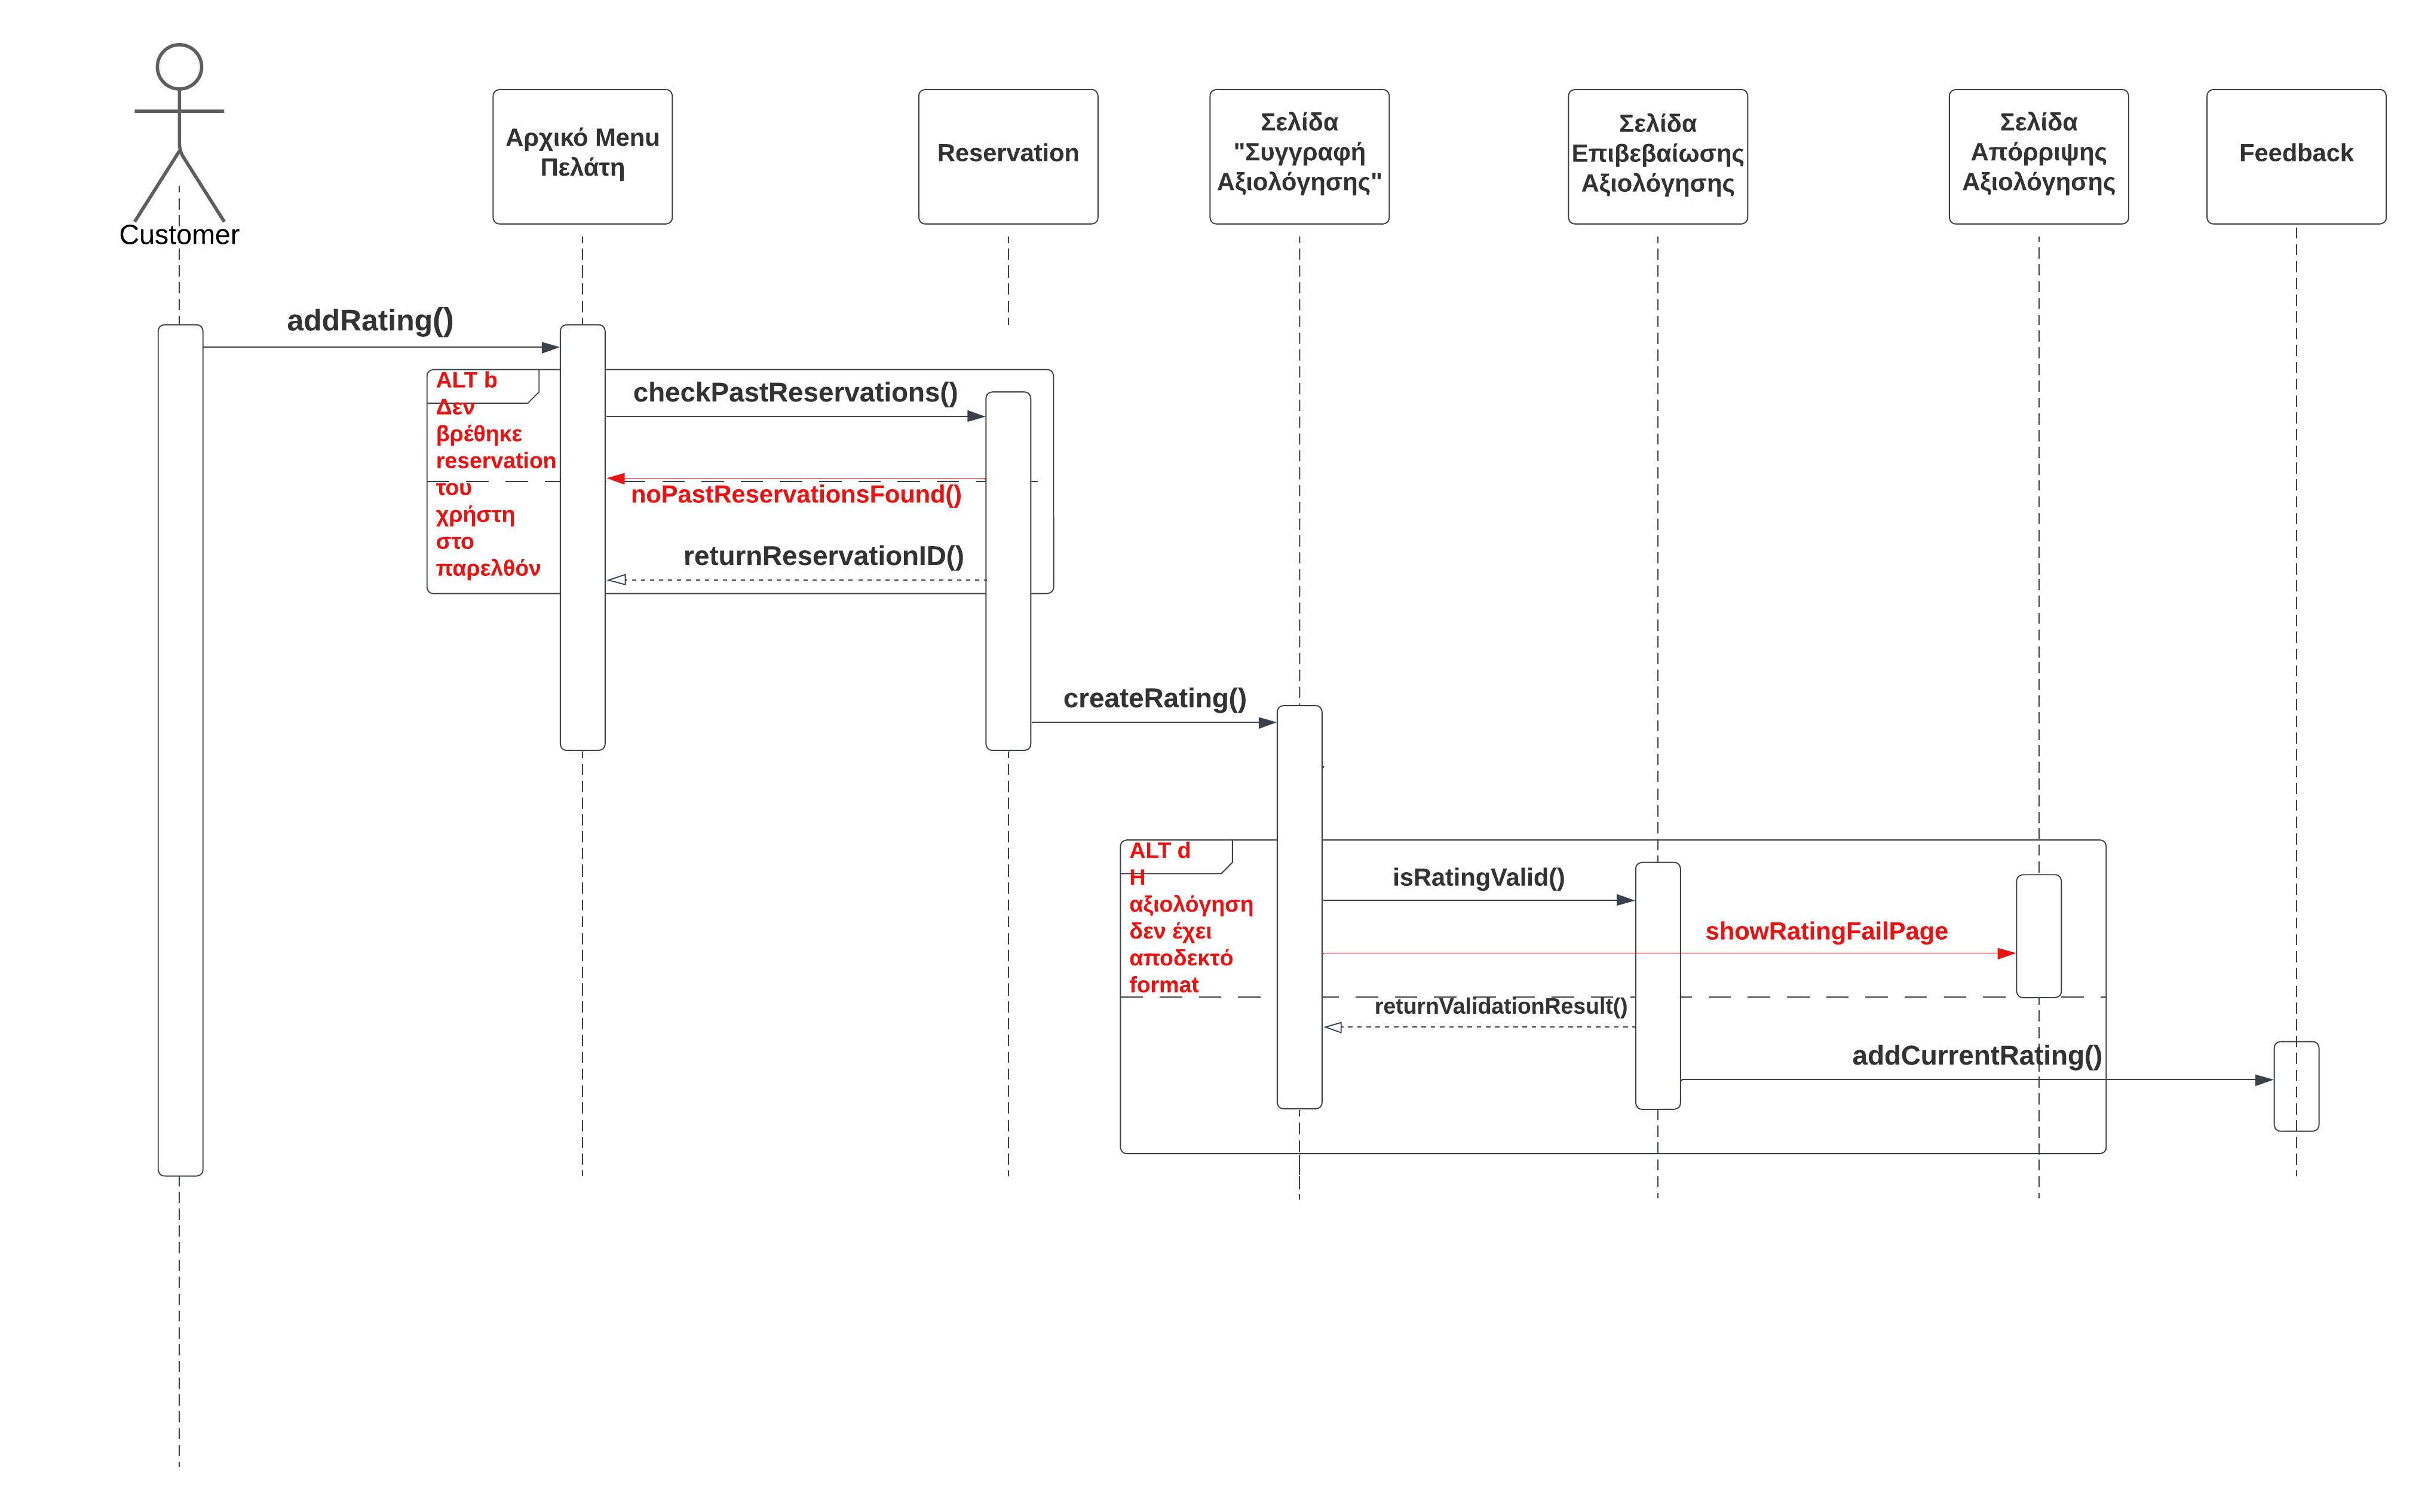 Customer
Αρχικό Menu
Πελάτη
Reservation
Σελίδα
"Συγγραφή
Αξιολόγησης"
Σελίδα
Επιβεβαίωσης
Αξιολόγησης
Σελίδα
Απόρριψης
Αξιολόγησης
Feedback
addRating()
ALT b
Δεν
βρέθηκε
reservation
του
χρήστη
στο
παρελθόν
checkPastReservations()
noPastReservationsFound()
returnReservationID()
createRating()
ALT d
Η
αξιολόγηση
δεν έχει
αποδεκτό
format
isRatingValid()
showRatingFailPage
returnValidationResult()
addCurrentRating()